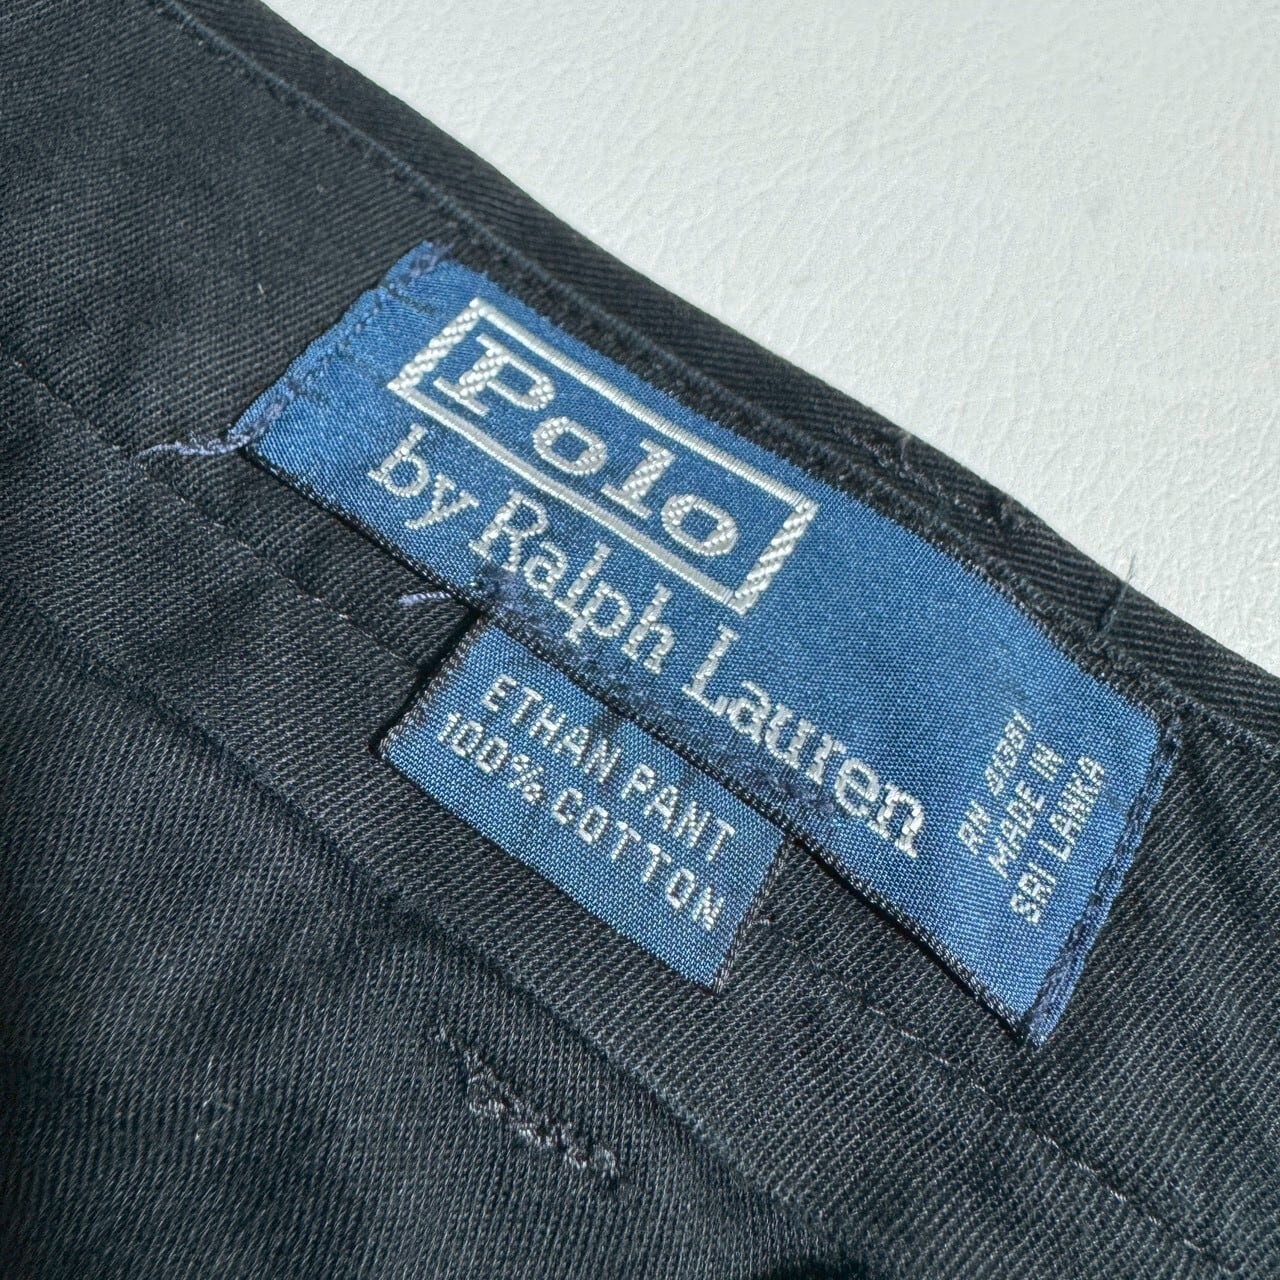 Polo
by Ralph Lauren
RN 41381
MADE IN
SRI LANKA
ETHAN PANT
100% COTTON